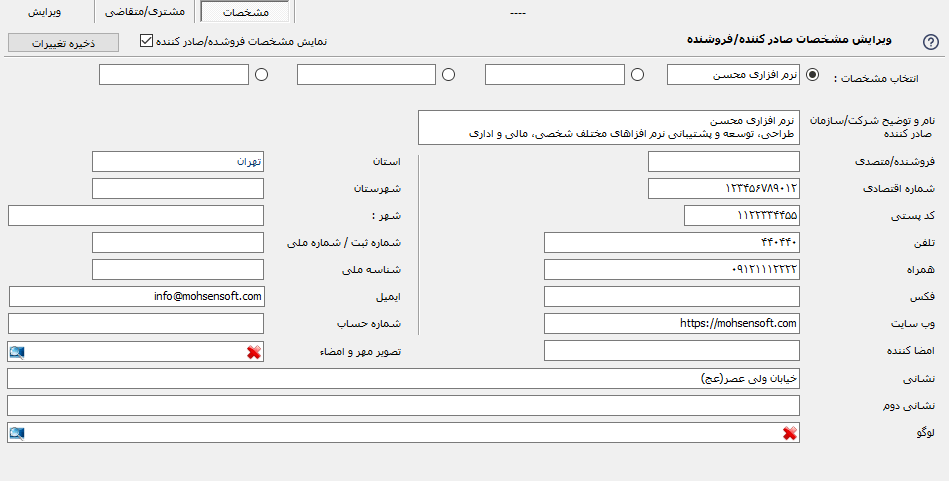 مشخصات
مشتری/متقاضی
ویرایش
----
ویرایش مشخصات صادر کننده/فروشنده
نمایش مشخصات فروشنده/صادر کننده
ذخیره تغییرات
انتخاب مشخصات :
نرم افزاری محسن
نام و توضیح شرکت/سازمان
صادر کننده
نرم افزاری محسن
طراحی، توسعه و پشتیبانی نرم افزاهای مختلف شخصی، مالی و اداری
فروشنده/متصدی
استان
تهران
شماره اقتصادی
۱۲۳۴۵۶۷۸۹۰۱۲
شهرستان
کد پستی
۱۱۲۲۳۳۴۴۵۵
شهر :
تلفن
۴۴۰۴۴۰
شماره ثبت / شماره ملی
همراه
۰۹۱۲۱۱۱۲۲۲۲
شناسه ملی
فکس
ایمیل
info@mohsensoft.com
وب سایت
https://mohsensoft.com
شماره حساب
امضا کننده
تصویر مهر و امضاء
نشانی
خیابان ولی عصر(عج)
نشانی دوم
لوگو